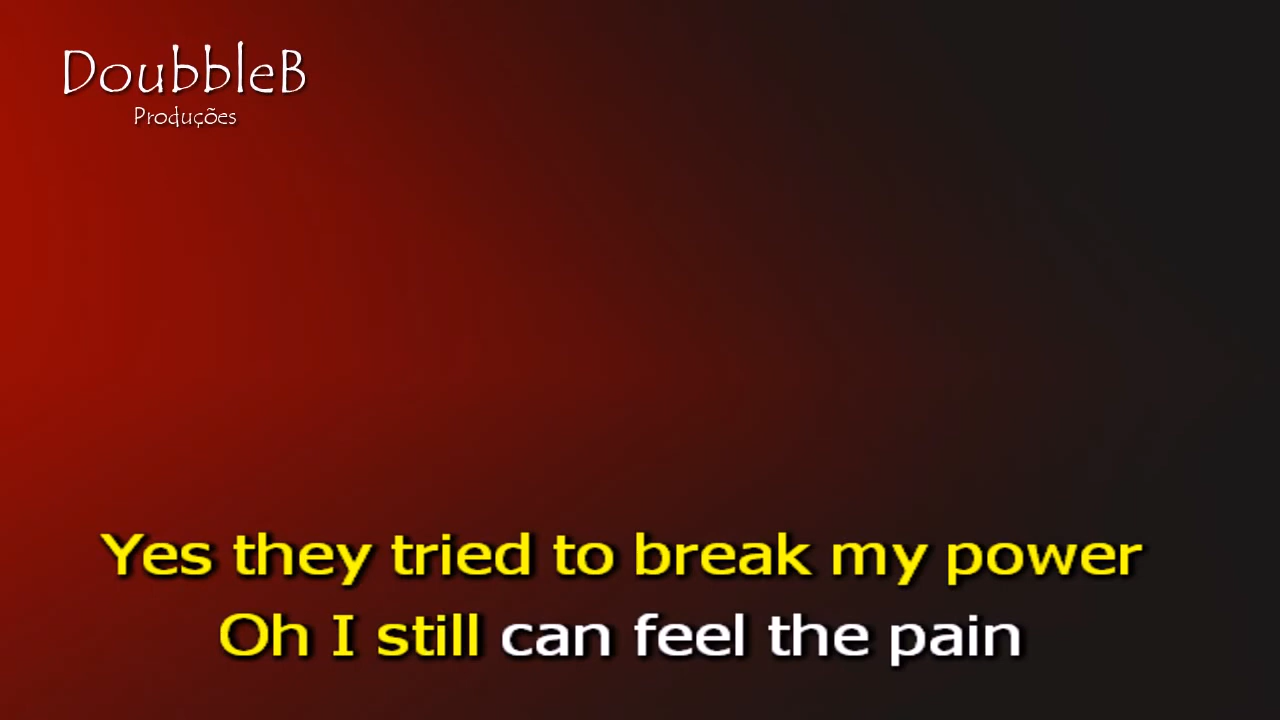 DoubbleB
Produções
Yes they tried to break my power
Oh I still can feel the pain